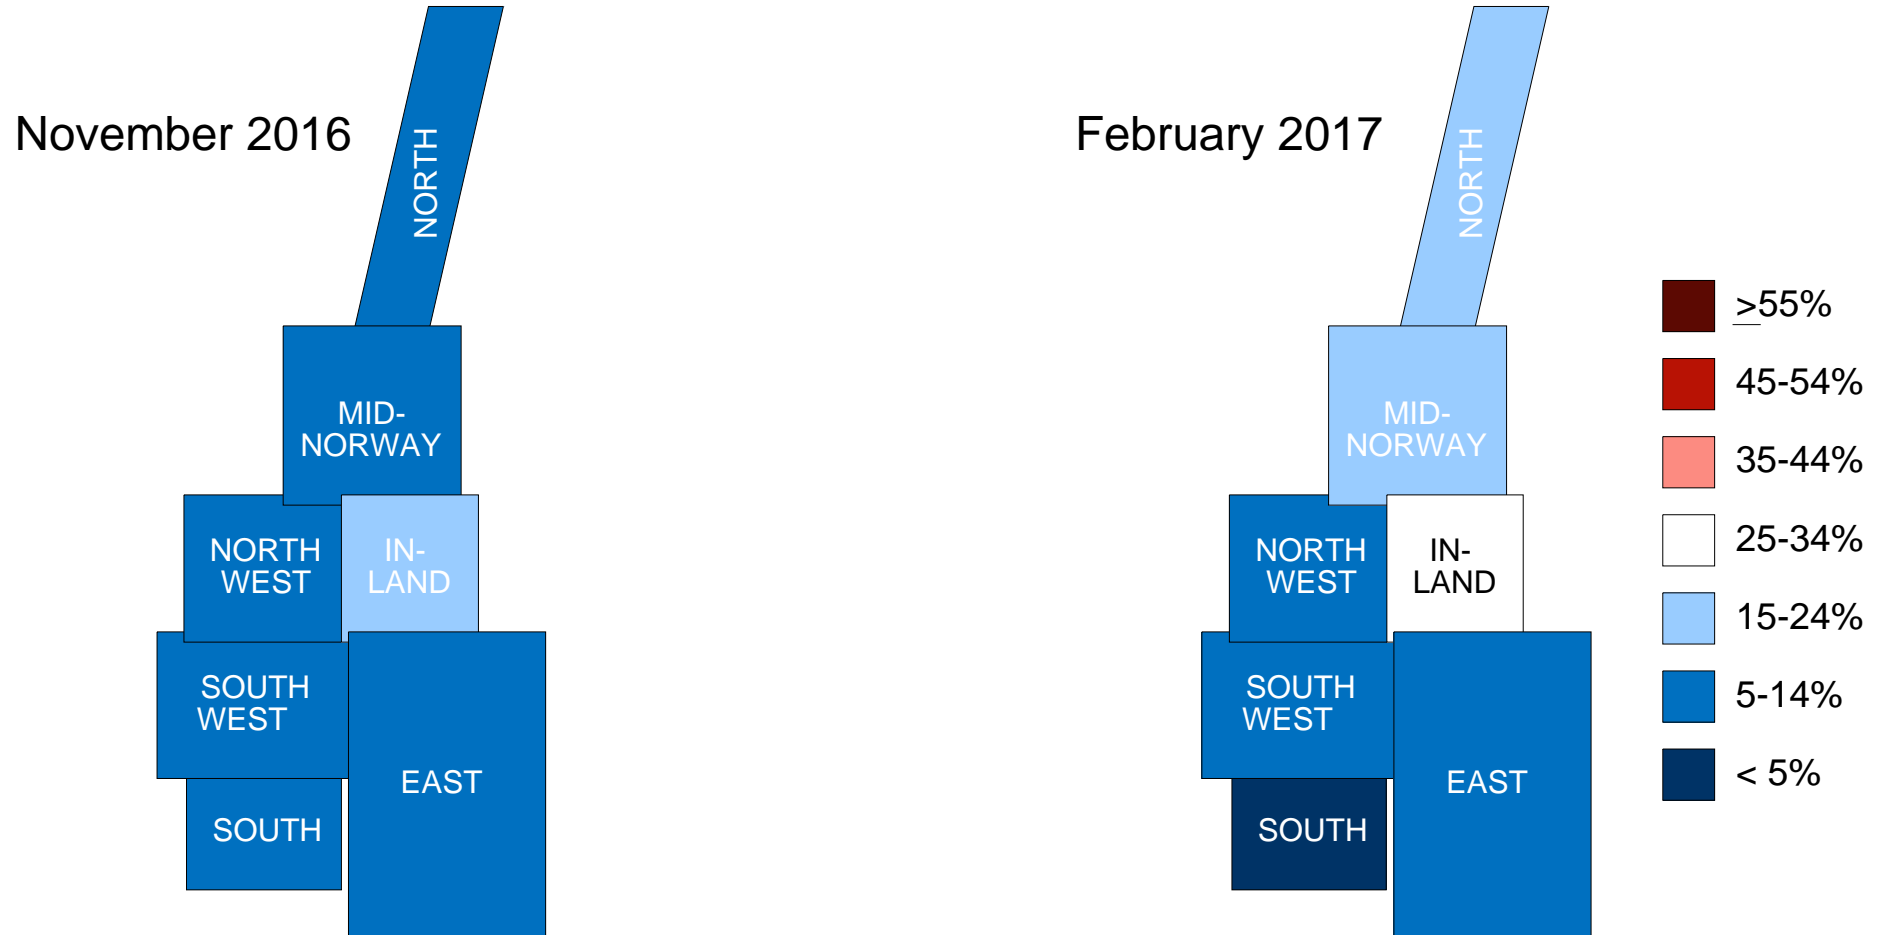 November 2016
NORTH
MID-
NORWAY
NORTH
WEST
IN-
LAND
SOUTH
WEST
EAST
SOUTH
February 2017
NORTH
MID-
NORWAY
NORTH
WEST
IN-
LAND
SOUTH
WEST
EAST
SOUTH
>55%
45-54%
35-44%
25-34%
15-24%
5-14%
< 5%